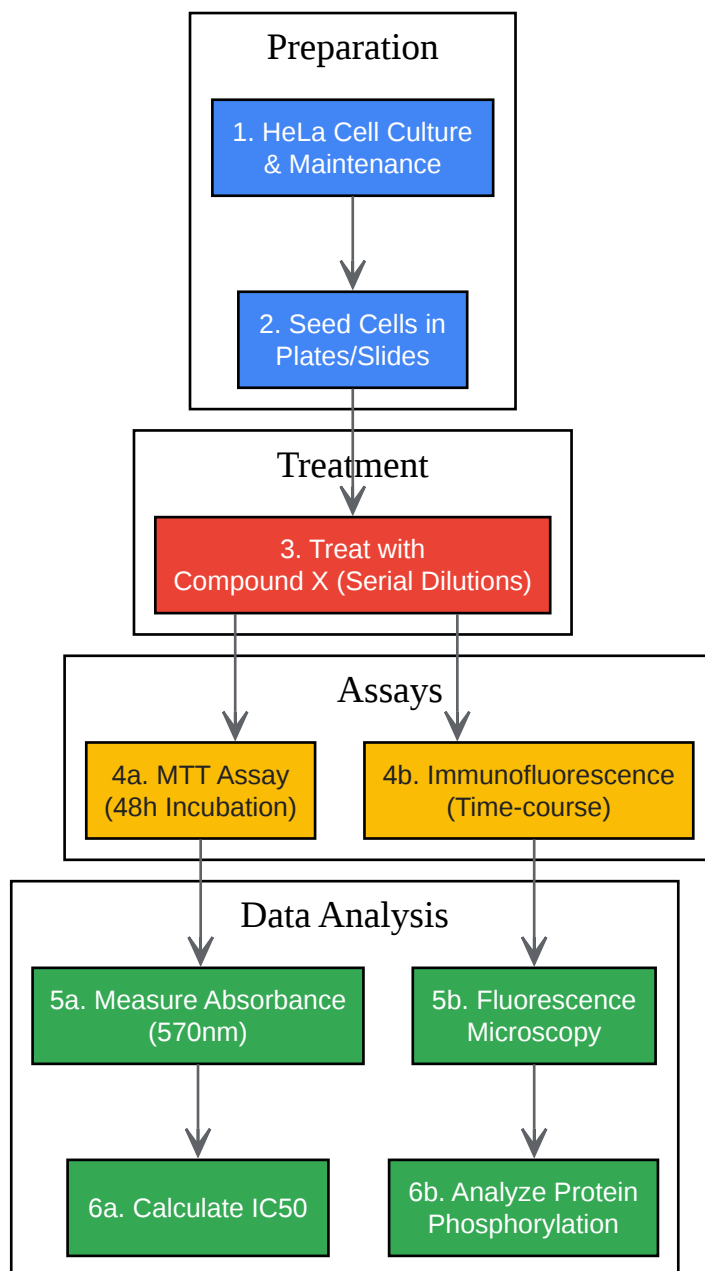 Preparation
1. HeLa Cell Culture
& Maintenance
2. Seed Cells in
Plates/Slides
Treatment
3. Treat with
Compound X (Serial Dilutions)
Assays
4a. MTT Assay
(48h Incubation)
4b. Immunofluorescence
(Time-course)
Data Analysis
5a. Measure Absorbance
(570nm)
5b. Fluorescence
Microscopy
6a. Calculate IC50
6b. Analyze Protein
Phosphorylation